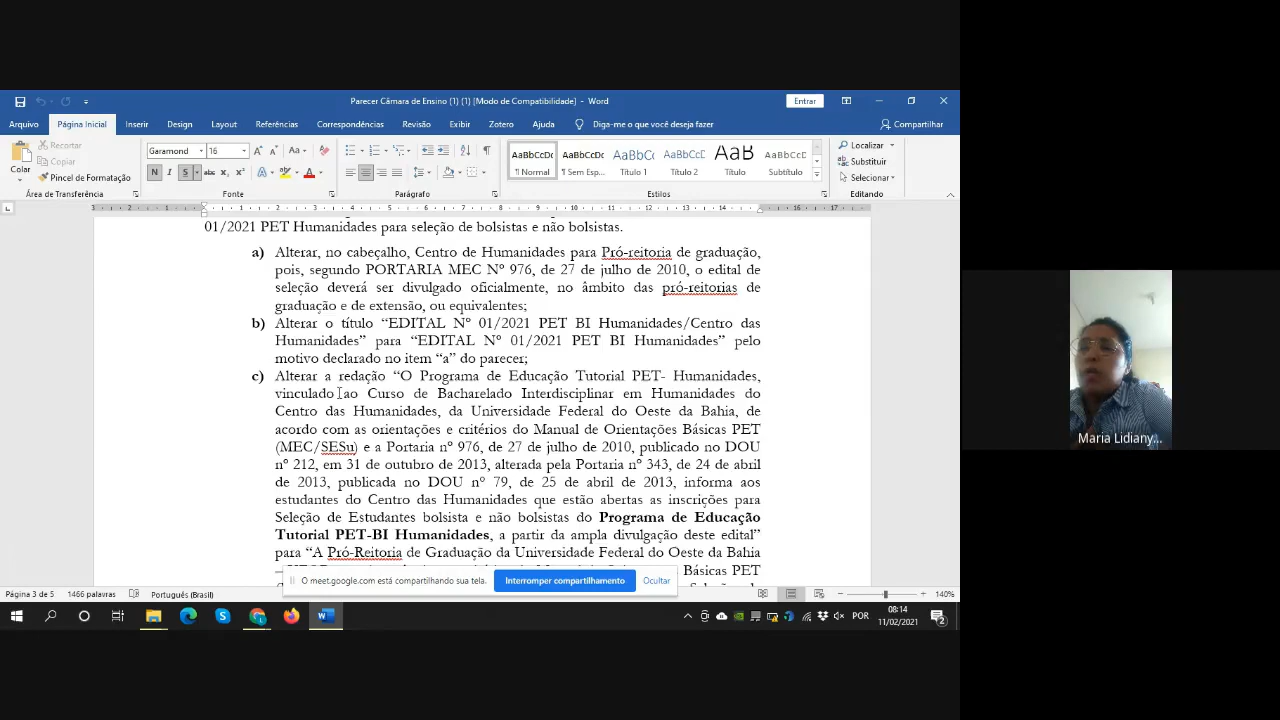 Parecer Câmara de Ensino (1) (1) [Modo de Compatibilidade] - Word
Entrar
Arquivo Página Inicial Inserir Design Layout Referências Correspondências Revisão Exibir Zotero Ajuda Diga-me o que você deseja fazer Compartilhar
Colar
Recortar
Copiar
Pincel de Formatação
Área de Transferência
Garamond 16
Fonte
Parágrafo
AaBbCcDc AaBbCcDc AaBbCc AaBbCcD AaB AaBbCcD
¶ Normal ¶ Sem Esp... Título 1 Título 2 Título Subtítulo
Estilos
Localizar
Substituir
Selecionar
Editando
01/2021 PET Humanidades para seleção de bolsistas e não bolsistas.
a) Alterar, no cabeçalho, Centro de Humanidades para Pró-reitoria de graduação,
pois, segundo PORTARIA MEC Nº 976, de 27 de julho de 2010, o edital de
seleção deverá ser divulgado oficialmente, no âmbito das pró-reitorias de
graduação e de extensão, ou equivalentes;
b) Alterar o título “EDITAL Nº 01/2021 PET BI Humanidades/Centro das
Humanidades” para “EDITAL Nº 01/2021 PET BI Humanidades” pelo
motivo declarado no item “a” do parecer;
c) Alterar a redação “O Programa de Educação Tutorial PET- Humanidades,
vinculado ao Curso de Bacharelado Interdisciplinar em Humanidades do
Centro das Humanidades, da Universidade Federal do Oeste da Bahia, de
acordo com as orientações e critérios do Manual de Orientações Básicas PET
(MEC/SESu) e a Portaria nº 976, de 27 de julho de 2010, publicado no DOU
nº 212, em 31 de outubro de 2013, alterada pela Portaria nº 343, de 24 de abril
de 2013, publicada no DOU nº 79, de 25 de abril de 2013, informa aos
estudantes do Centro das Humanidades que estão abertas as inscrições para
Seleção de Estudantes bolsista e não bolsistas do Programa de Educação
Tutorial PET-BI Humanidades, a partir da ampla divulgação deste edital”
para “A Pró-Reitoria de Graduação da Universidade Federal do Oeste da Bahia
Básicas PET
O meet.google.com está compartilhando sua tela. Interromper compartilhamento Ocultar
Página 3 de 5 1466 palavras Português (Brasil) 140%
POR 08:14
11/02/2021
2
Maria Lidiany...